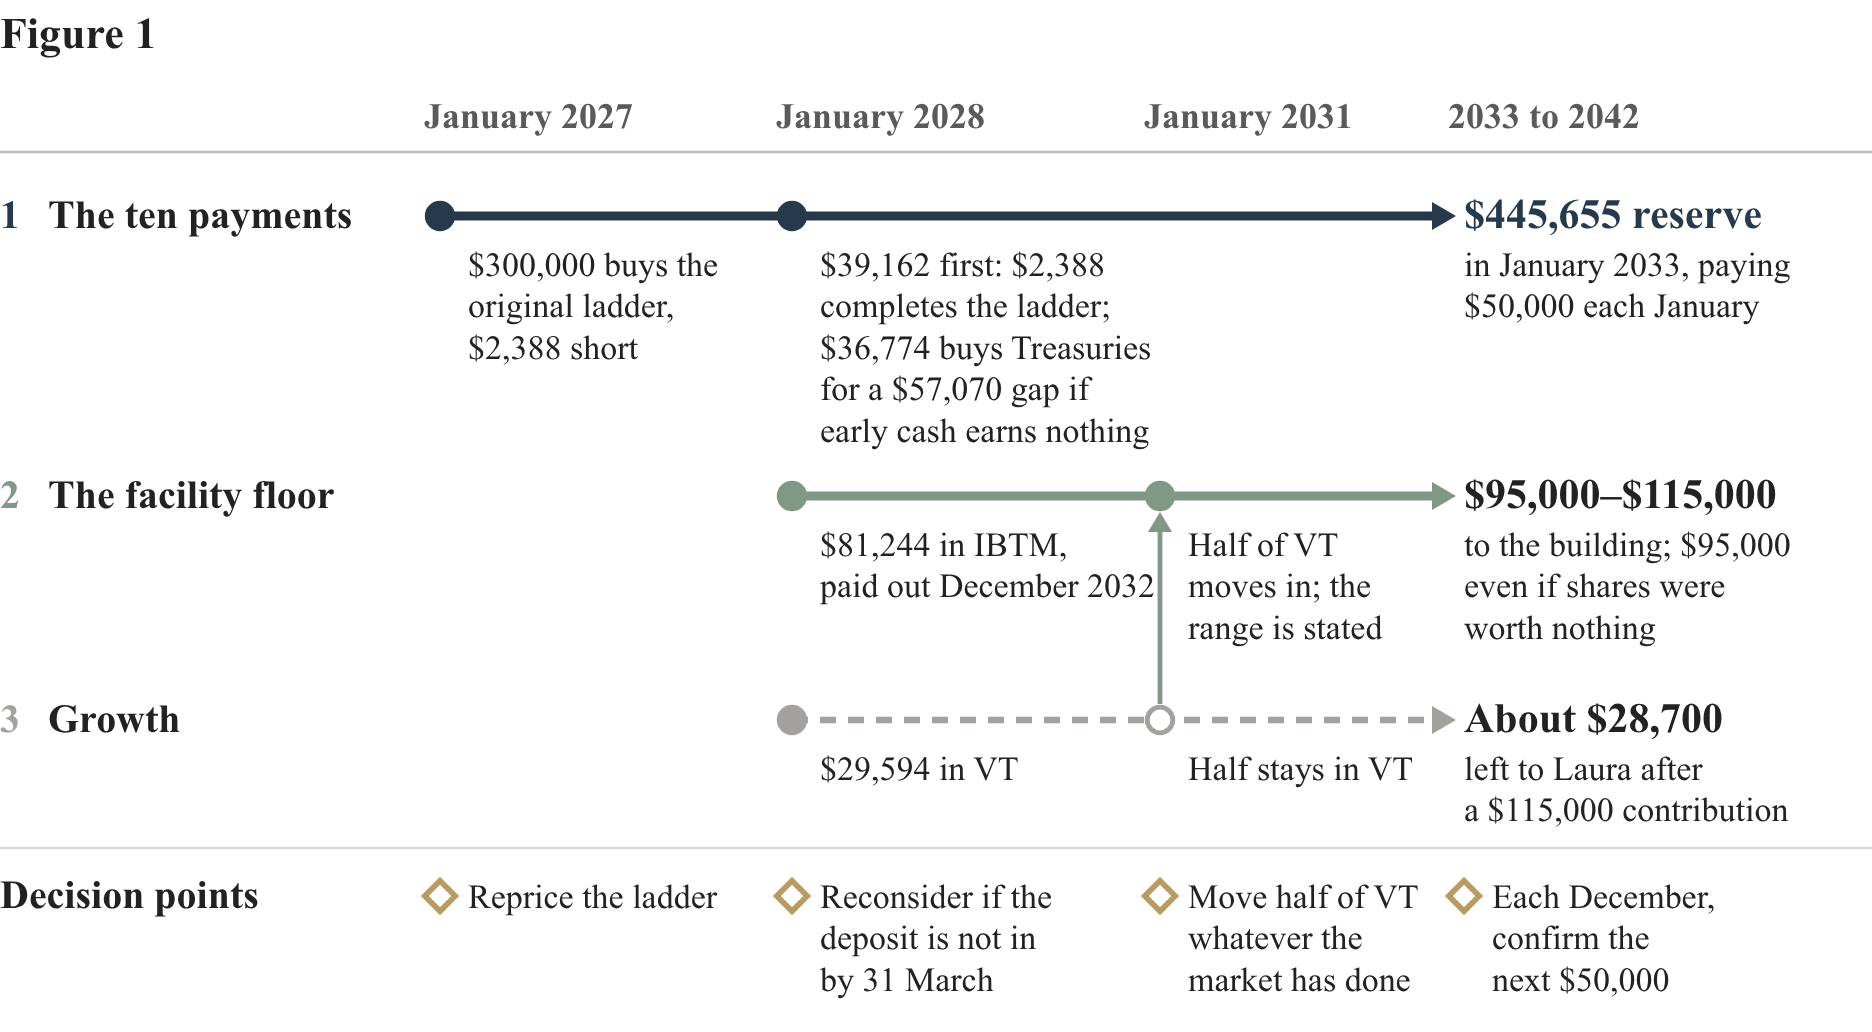 Figure 1
January 2027
January 2028
January 2031
2033 to 2042
1 The ten payments
$300,000 buys the
original ladder,
$2,388 short
$39,162 first: $2,388
completes the ladder;
$36,774 buys Treasuries
for a $57,070 gap if
early cash earns nothing
$445,655 reserve
in January 2033, paying
$50,000 each January
2 The facility floor
$81,244 in IBTM,
paid out December 2032
Half of VT
moves in; the
range is stated
$95,000–$115,000
to the building; $95,000
even if shares were
worth nothing
3 Growth
$29,594 in VT
Half stays in VT
About $28,700
left to Laura after
a $115,000 contribution
Decision points
Reprice the ladder
Reconsider if the
deposit is not in
by 31 March
Move half of VT
whatever the
market has done
Each December,
confirm the
next $50,000